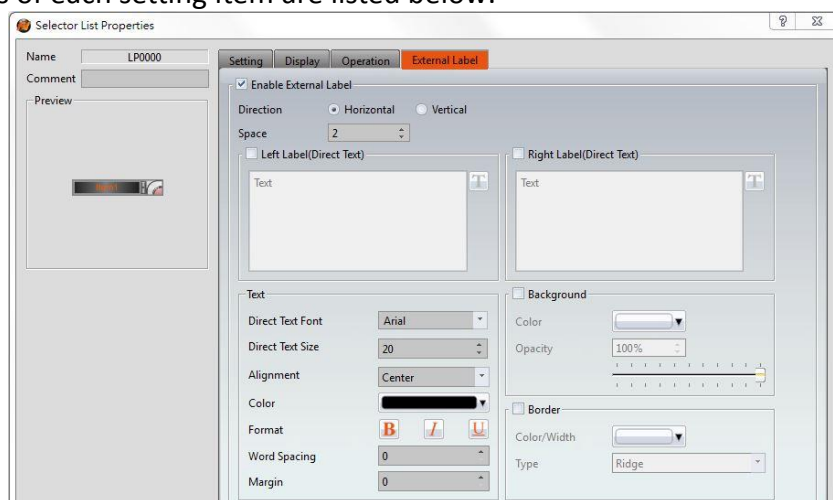 s of each setting item are listed below:
Selector List Properties
Name LP0000
Comment
Preview
Setting Display Operation External Label
Enable External Label
Direction Horizontal Vertical
Space 2
Left Label(Direct Text) Right Label(Direct Text)
Text Text
Text Background
Direct Text Font Arial Color
Direct Text Size 20 Opacity 100%
Alignment Center
Color Border
Format B I U Color/Width
Word Spacing 0 Type Ridge
Margin 0